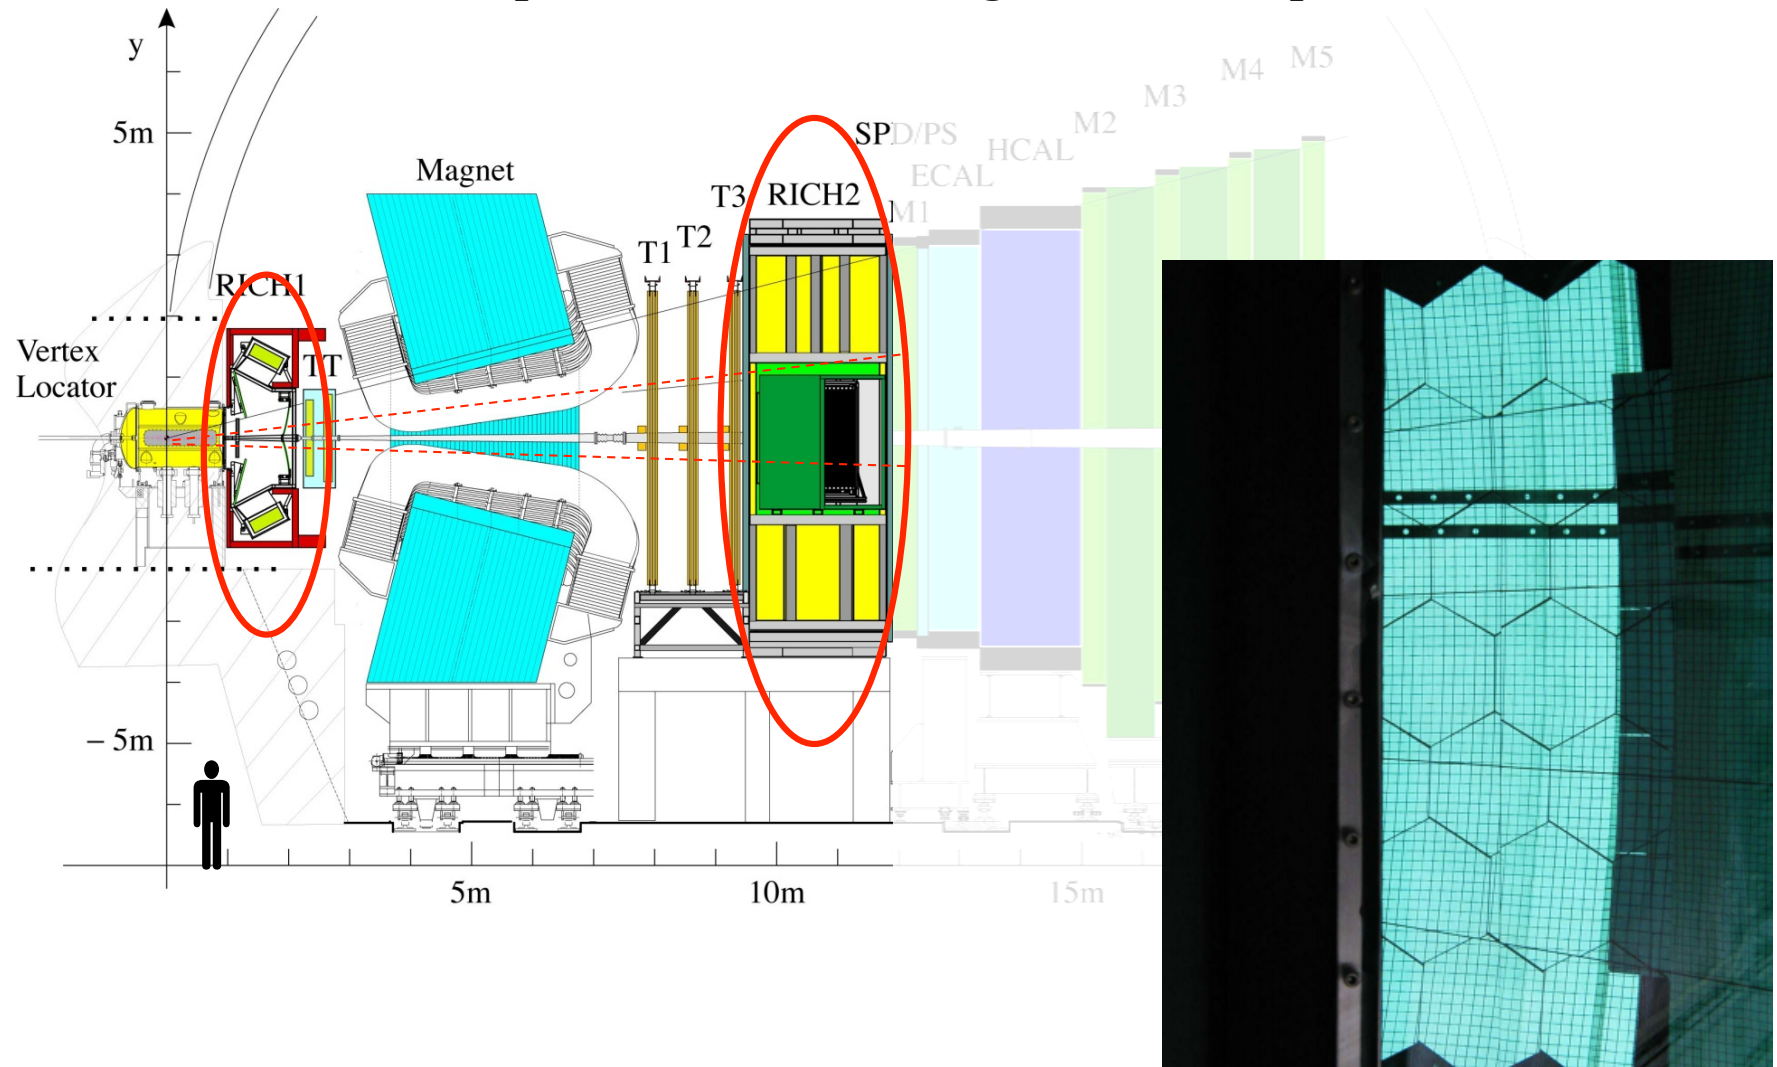 y
5m
Magnet
RICH1
Vertex
Locator
TT
T1
T2
T3
RICH2
SPD/PS
ECAL
M1
HCAL
M2
M3
M4
M5
– 5m
5m
10m
15m